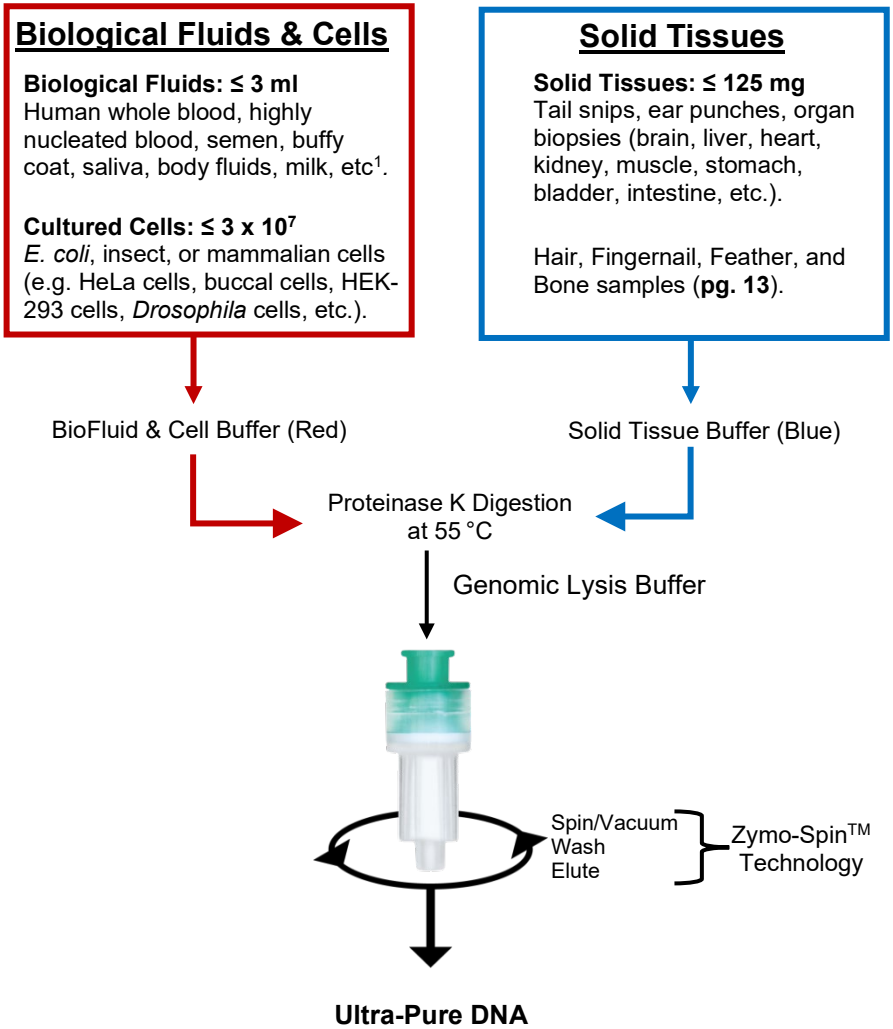 Biological Fluids & Cells
Biological Fluids: ≤ 3 ml
Human whole blood, highly
nucleated blood, semen, buffy
coat, saliva, body fluids, milk, etc¹.
Cultured Cells: ≤ 3 x 10⁷
E. coli, insect, or mammalian cells
(e.g. HeLa cells, buccal cells, HEK-
293 cells, Drosophila cells, etc.).
Solid Tissues
Solid Tissues: ≤ 125 mg
Tail snips, ear punches, organ
biopsies (brain, liver, heart,
kidney, muscle, stomach,
bladder, intestine, etc.).
Hair, Fingernail, Feather, and
Bone samples (pg. 13).
BioFluid & Cell Buffer (Red)
Solid Tissue Buffer (Blue)
Proteinase K Digestion
at 55 °C
Genomic Lysis Buffer
Spin/Vacuum
Wash
Elute
Zymo-Spin™
Technology
Ultra-Pure DNA